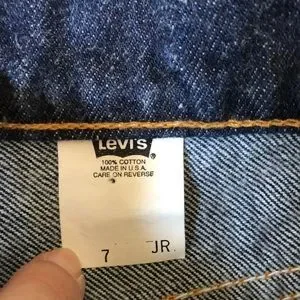 Levi's
100% COTTON
MADE IN U.S.A.
CARE ON REVERSE
7 JR.